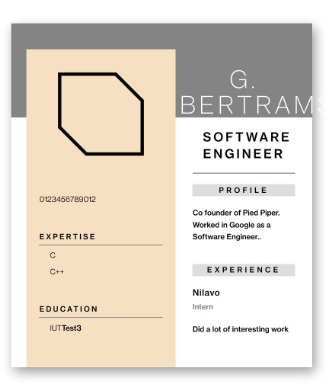 G.
BERTRAMS
SOFTWARE
ENGINEER
PROFILE
Co founder of Pied Piper.
Worked in Google as a
Software Engineer..
EXPERIENCE
Nilavo
Intern
Did a lot of interesting work
0123456789012
EXPERTISE
C
C++
EDUCATION
IUTTest3